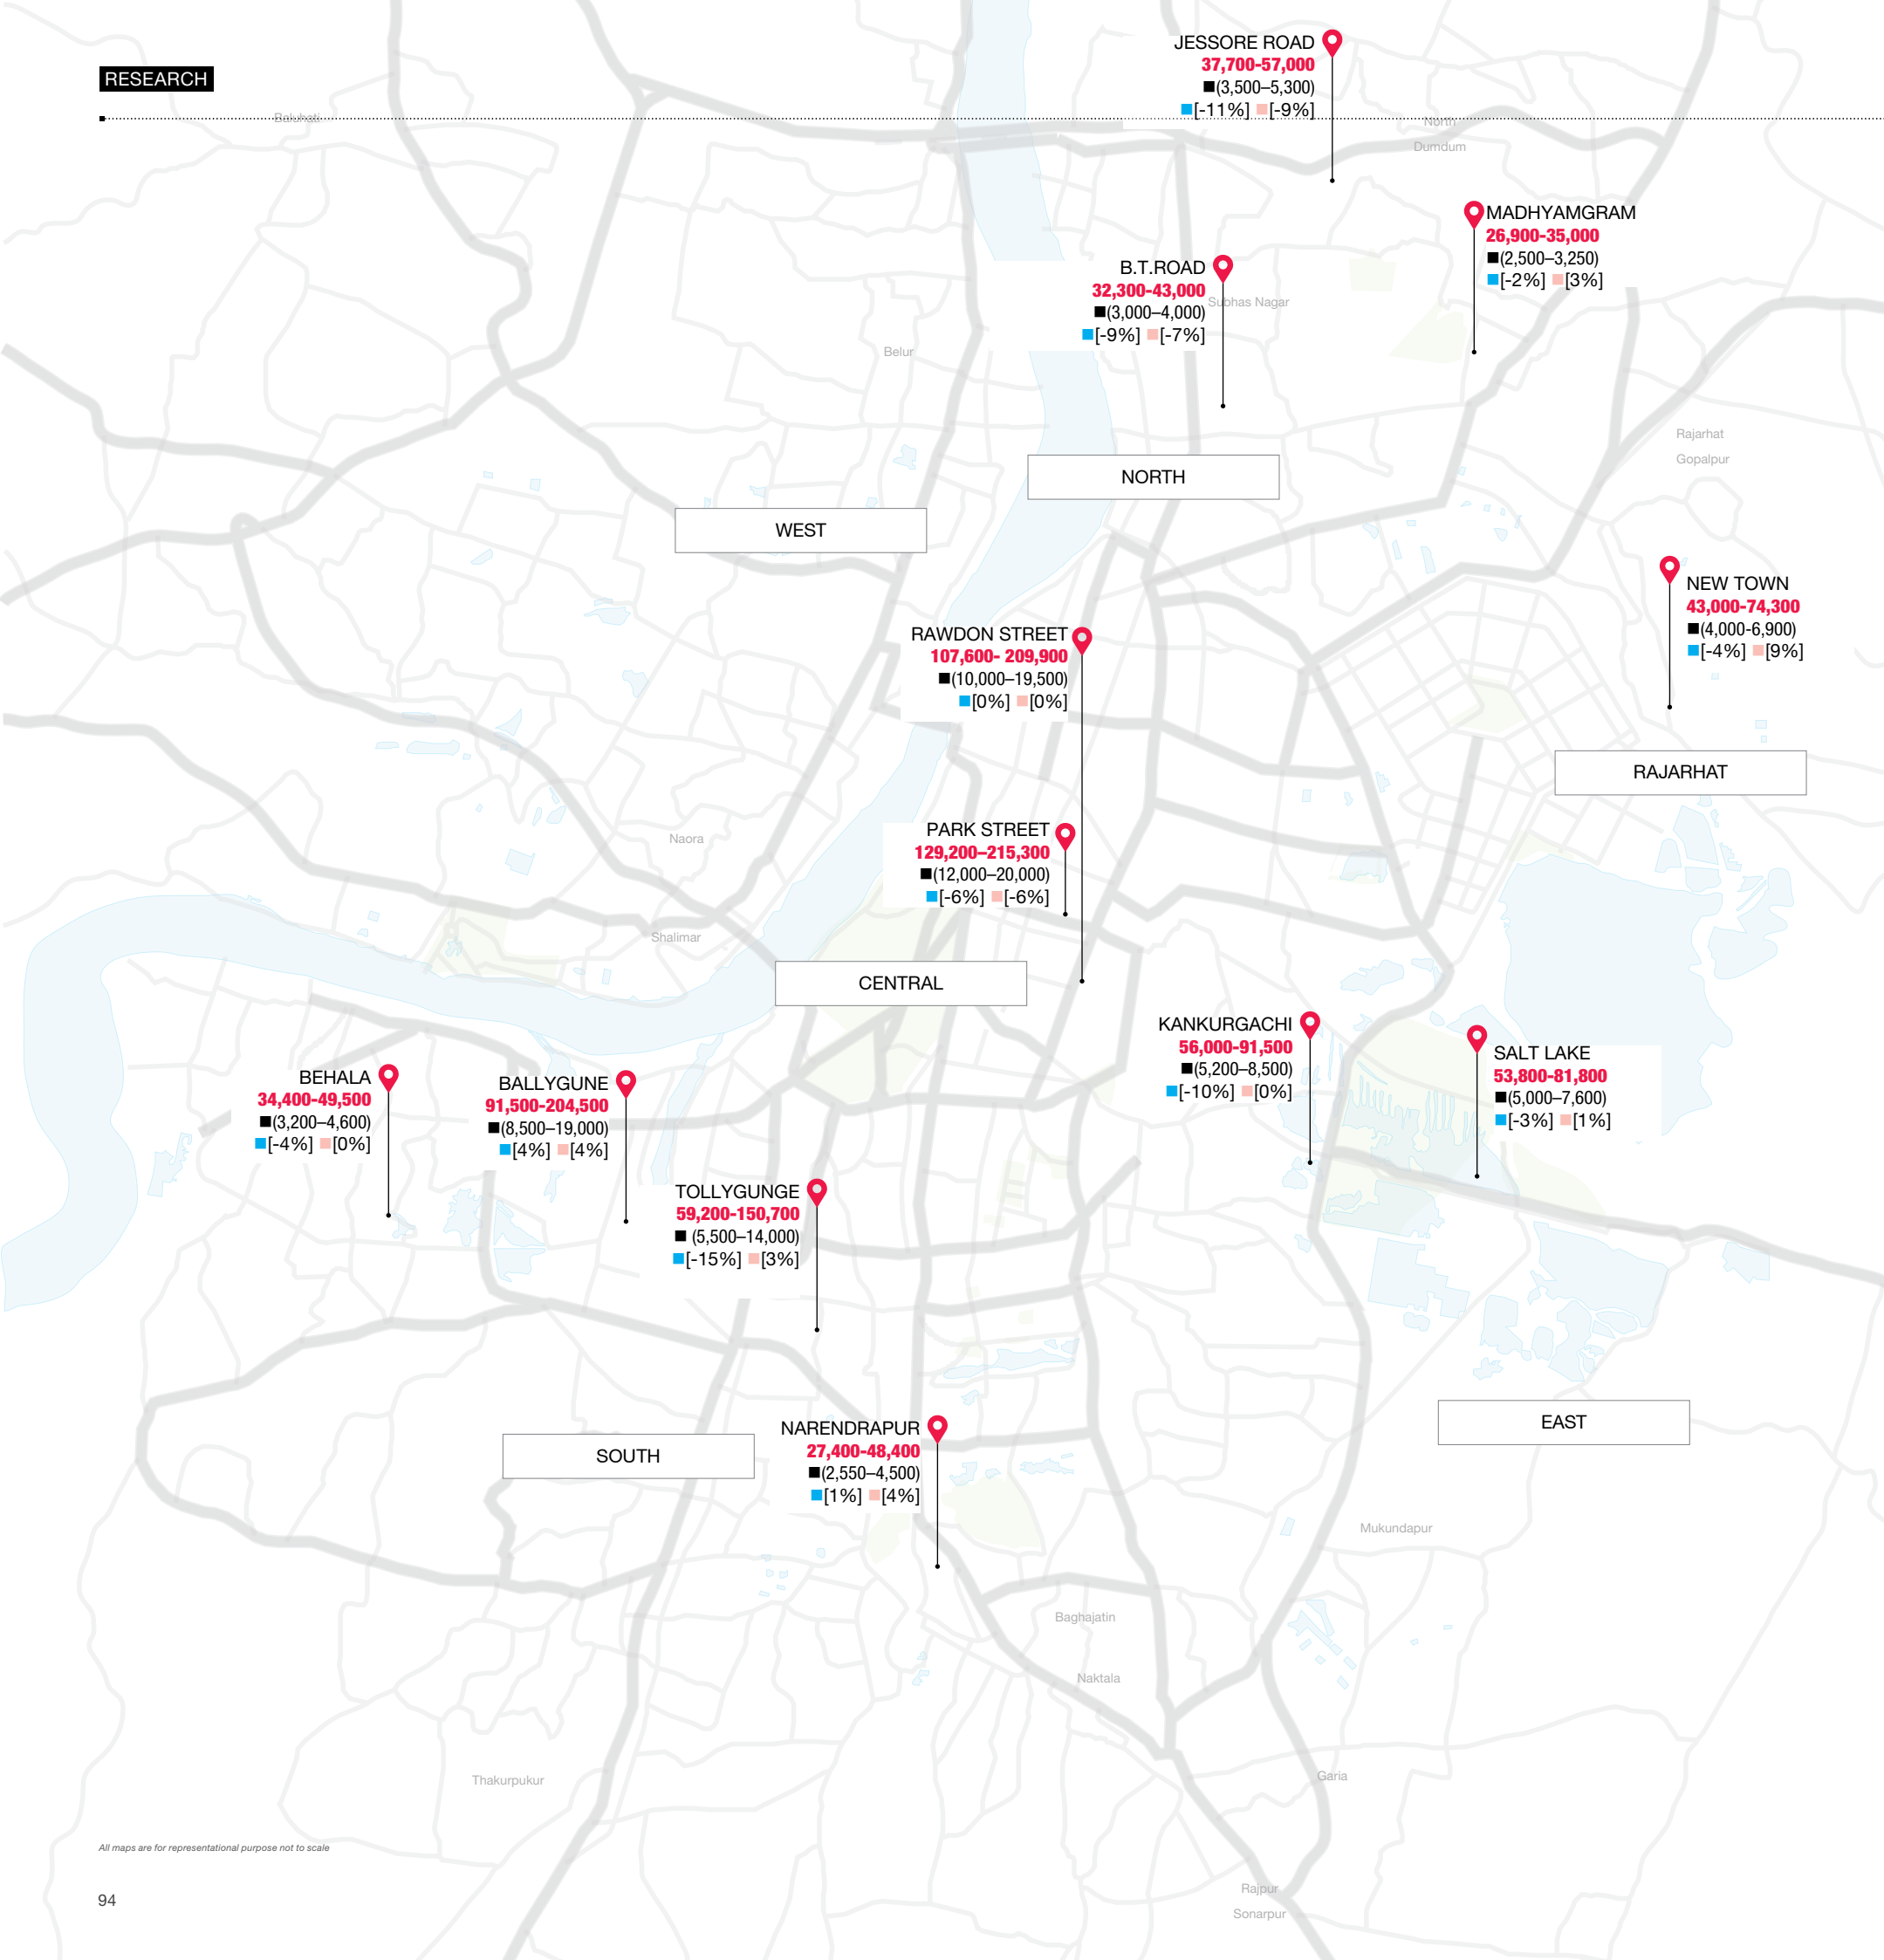 RESEARCH
Baluhati
JESSORE ROAD
37,700-57,000
(3,500–5,300)
[-11%] [-9%]
North
Dumdum
MADHYAMGRAM
26,900-35,000
(2,500–3,250)
[-2%] [3%]
B.T.ROAD
32,300-43,000
(3,000–4,000)
[-9%] [-7%]
Subhas Nagar
Belur
Rajarhat
Gopalpur
NORTH
WEST
NEW TOWN
43,000-74,300
(4,000-6,900)
[-4%] [9%]
RAWDON STREET
107,600- 209,900
(10,000–19,500)
[0%] [0%]
RAJARHAT
Naora
PARK STREET
129,200–215,300
(12,000–20,000)
[-6%] [-6%]
Shalimar
CENTRAL
KANKURGACHI
56,000-91,500
(5,200–8,500)
[-10%] [0%]
SALT LAKE
53,800-81,800
(5,000–7,600)
[-3%] [1%]
BEHALA
34,400-49,500
(3,200–4,600)
[-4%] [0%]
BALLYGUNE
91,500-204,500
(8,500–19,000)
[4%] [4%]
TOLLYGUNGE
59,200-150,700
(5,500–14,000)
[-15%] [3%]
EAST
NARENDRAPUR
27,400-48,400
(2,550–4,500)
[1%] [4%]
SOUTH
Mukundapur
Baghajatin
Naktala
Thakurpukur
Garia
All maps are for representational purpose not to scale
Rajpur
Sonarpur
94